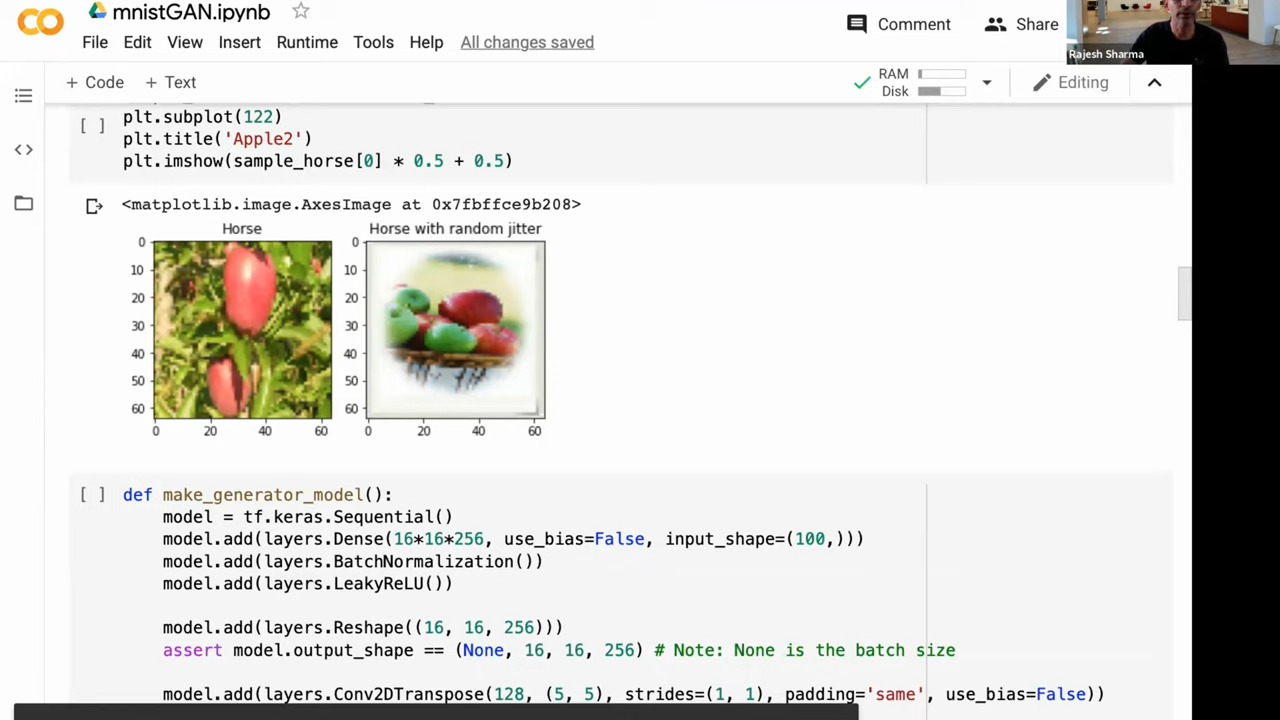 mnistGAN.ipynb
Comment
Share
Rajesh Sharma
File Edit View Insert Runtime Tools Help All changes saved
+ Code + Text
RAM
Disk
Editing
plt.subplot(122)
[ ]
plt.title('Apple2')
plt.imshow(sample_horse[0] * 0.5 + 0.5)
<matplotlib.image.AxesImage at 0x7fbffce9b208>
Horse
Horse with random jitter
0
10
20
30
40
50
60
0 20 40 60
0
10
20
30
40
50
60
0 20 40 60
[ ] def make_generator_model():
model = tf.keras.Sequential()
model.add(layers.Dense(16*16*256, use_bias=False, input_shape=(100,)))
model.add(layers.BatchNormalization())
model.add(layers.LeakyReLU())
model.add(layers.Reshape((16, 16, 256)))
assert model.output_shape == (None, 16, 16, 256) # Note: None is the batch size
model.add(layers.Conv2DTranspose(128, (5, 5), strides=(1, 1), padding='same', use_bias=False))